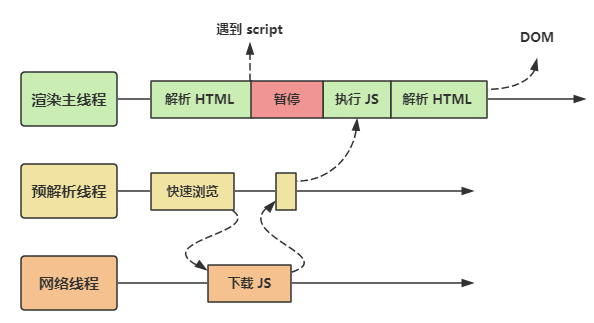 遇到 script
DOM
渲染主线程
解析 HTML
暂停
执行 JS
解析 HTML
预解析线程
快速浏览
网络线程
下载 JS